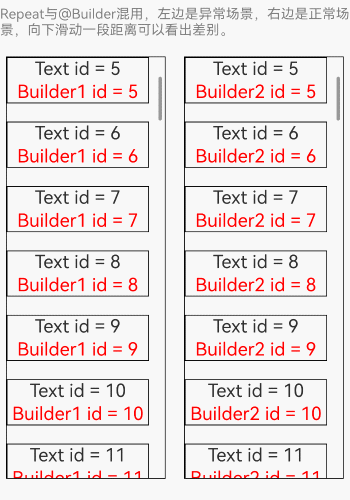 Repeat与@Builder混用，左边是异常场景，右边是正常场
景，向下滑动一段距离可以看出差别。
Text id = 5
Builder1 id = 5
Text id = 6
Builder1 id = 6
Text id = 7
Builder1 id = 7
Text id = 8
Builder1 id = 8
Text id = 9
Builder1 id = 9
Text id = 10
Builder1 id = 10
Text id = 11
Builder1 id = 11
Text id = 5
Builder2 id = 5
Text id = 6
Builder2 id = 6
Text id = 7
Builder2 id = 7
Text id = 8
Builder2 id = 8
Text id = 9
Builder2 id = 9
Text id = 10
Builder2 id = 10
Text id = 11
Builder2 id = 11